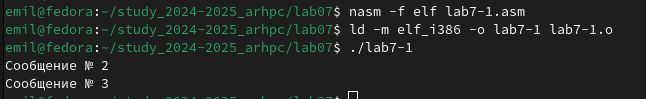 emil@fedora:~/study_2024-2025_arhpc/lab07$ nasm -f elf lab7-1.asm
emil@fedora:~/study_2024-2025_arhpc/lab07$ ld -m elf_i386 -o lab7-1 lab7-1.o
emil@fedora:~/study_2024-2025_arhpc/lab07$ ./lab7-1
Сообщение № 2
Сообщение № 3
emil@fedora:~/study_2024-2025_arhpc/lab07$